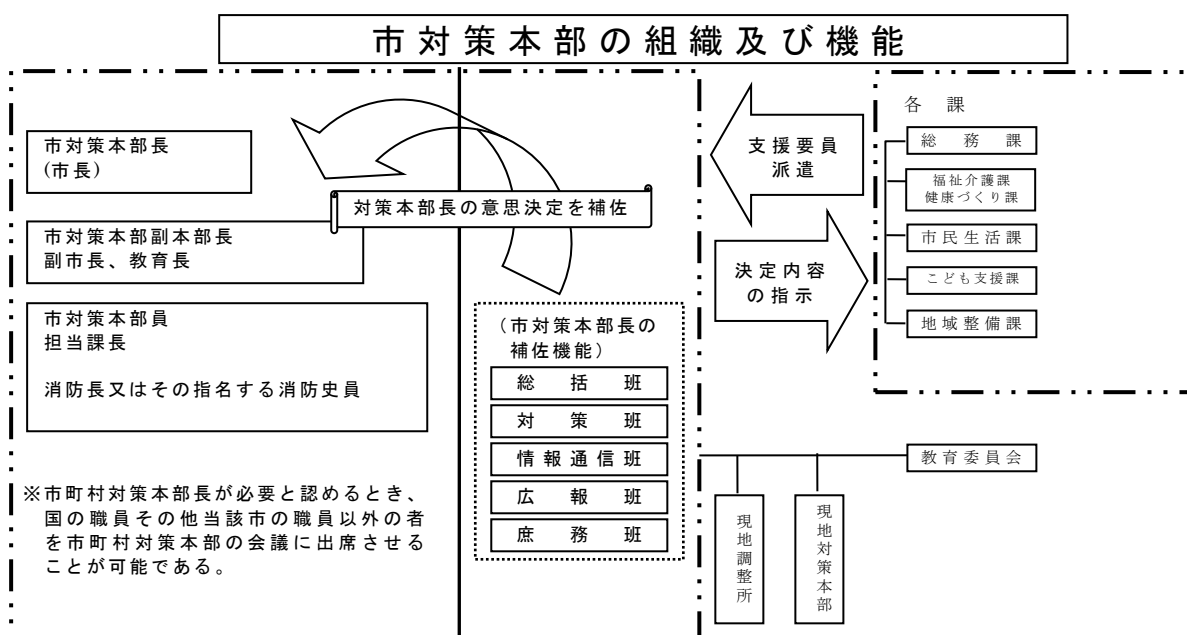 市対策本部の組織及び機能
市対策本部長
(市長)
市対策本部副本部長
副市長、教育長
市対策本部員
担当課長
消防長又はその指名する消防史員
※市町村対策本部長が必要と認めるとき、
国の職員その他当該市の職員以外の者
を市町村対策本部の会議に出席させる
ことが可能である。
対策本部長の意思決定を補佐
(市対策本部長の
補佐機能)
総括班
対策班
情報通信班
広報班
庶務班
支援要員
派遣
決定内容
の指示
各課
総務課
福祉介護課
健康づくり課
市民生活課
こども支援課
地域整備課
教育委員会
現地調整所
現地対策本部